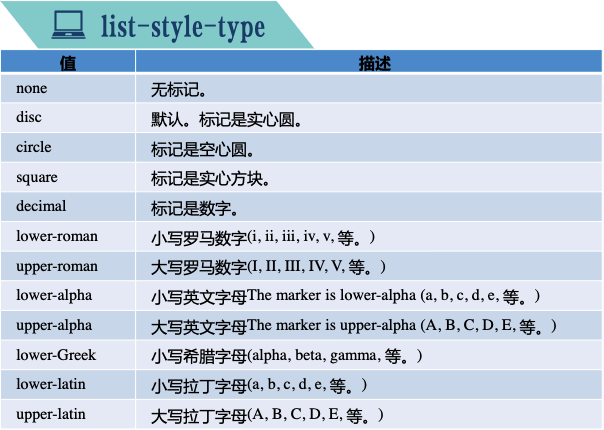 list-style-type
值 描述
none 无标记。
disc 默认。标记是实心圆。
circle 标记是空心圆。
square 标记是实心方块。
decimal 标记是数字。
lower-roman 小写罗马数字(i, ii, iii, iv, v, 等。)
upper-roman 大写罗马数字(I, II, III, IV, V, 等。)
lower-alpha 小写英文字母The marker is lower-alpha (a, b, c, d, e, 等。)
upper-alpha 大写英文字母The marker is upper-alpha (A, B, C, D, E, 等。)
lower-Greek 小写希腊字母(alpha, beta, gamma, 等。)
lower-latin 小写拉丁字母(a, b, c, d, e, 等。)
upper-latin 大写拉丁字母(A, B, C, D, E, 等。)